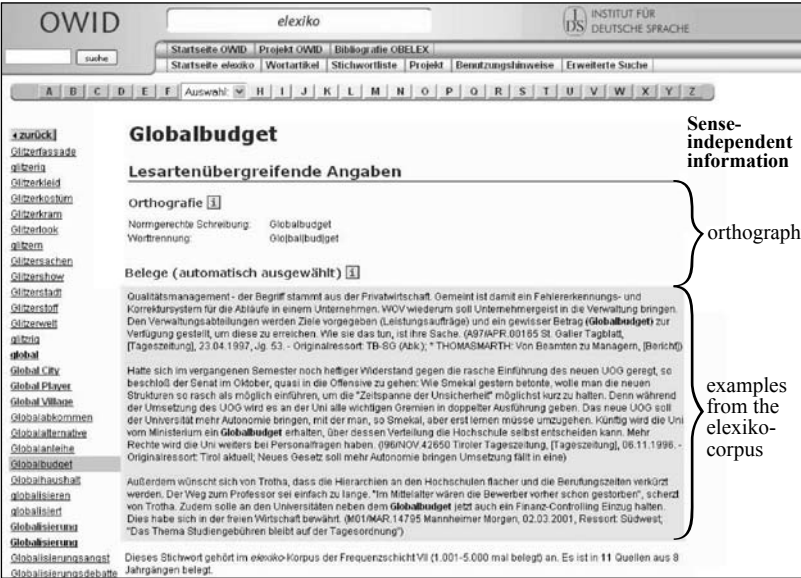 OWID
elexiko
INSTITUT FÜR
IDS DEUTSCHE SPRACHE
suche
Startseite OWID | Projekt OWID | Bibliografie OBELEX
Startseite elexiko | Wortartikel | Stichwortliste | Projekt | Benutzungshinweise | Erweiterte Suche
A B C D E F Auswahl: H I J K L M N O P Q R S T U V W X Y Z
zurück
Glitzerfassade
glitzerig
Glitzerkleid
Glitzerkostüm
Glitzerkram
Glitzerlook
glitzern
Glitzersachen
Glitzershow
Glitzerstadt
Glitzerstoff
Glitzerwelt
glitzrig
global
Global City
Global Player
Global Village
Globalabkommen
Globalalternative
Globalanleihe
Globalbudget
Globalhaushalt
globalisieren
globalisiert
Globalisierung
Globalisierung
Globalisierungsangst
Globalisierungsdebatte
Globalbudget
Lesartenübergreifende Angaben
Orthografie i
Normgerechte Schreibung: Globalbudget
Worttrennung: Glo|bal|bud|get
Belege (automatisch ausgewählt) i
Qualitätsmanagement - der Begriff stammt aus der Privatwirtschaft. Gemeint ist damit ein Fehlererkennungs- und
Korrektursystem für die Abläufe in einem Unternehmen. WOV wiederum soll Unternehmergeist in die Verwaltung bringen.
Den Verwaltungsabteilungen werden Ziele vorgegeben (Leistungsaufträge) und ein gewisser Betrag (Globalbudget) zur
Verfügung gestellt, um diese zu erreichen. Wie sie das tun, ist ihre Sache. (A97/APR.00165 St. Galler Tagblatt,
[Tageszeitung], 23.04.1997, Jg. 53. - Originalressort: TB-SG (Abk.); * THOMASMARTH: Von Beamten zu Managern, [Bericht])
Hatte sich im vergangenen Semester noch heftiger Widerstand gegen die rasche Einführung des neuen UOG geregt, so
beschloß der Senat im Oktober, quasi in die Offensive zu gehen: Wie Smekal gestern betonte, wolle man die neuen
Strukturen so rasch als möglich einführen, um die "Zeitspanne der Unsicherheit" möglichst kurz zu halten. Denn während
der Umsetzung des UOG wird es an der Uni alle wichtigen Gremien in doppelter Ausführung geben. Das neue UOG soll
der Universität mehr Autonomie bringen, mit der man, so Smekal, aber erst lernen müsse umzugehen. Künftig wird die Uni
vom Ministerium ein Globalbudget erhalten, über dessen Verteilung die Hochschule selbst entscheiden kann. Mehr
Rechte wird die Uni weiters bei Personalfragen haben. (I96/NOV.42650 Tiroler Tageszeitung, [Tageszeitung], 06.11.1996. -
Originalressort: Tirol aktuell; Neues Gesetz soll mehr Autonomie bringen Umsetzung fällt in eine)
Außerdem wünscht sich von Trotha, dass die Hierarchien an den Hochschulen flacher und die Berufungszeiten verkürzt
werden. Der Weg zum Professor sei einfach zu lange. "Im Mittelalter wären die Bewerber vorher schon gestorben", scherzt
von Trotha. Zudem solle an den Universitäten neben dem Globalbudget jetzt auch ein Finanz-Controlling Einzug halten.
Dies habe sich in der freien Wirtschaft bewährt. (M01/MAR.14795 Mannheimer Morgen, 02.03.2001, Ressort: Südwest;
"Das Thema Studiengebühren bleibt auf der Tagesordnung")
Dieses Stichwort gehört im elexiko-Korpus der Frequenzschicht VII (1.001-5.000 mal belegt) an. Es ist in 11 Quellen aus 8
Jahrgängen belegt.
Sense-
independent
information
orthograph
examples
from the
elexiko-
corpus